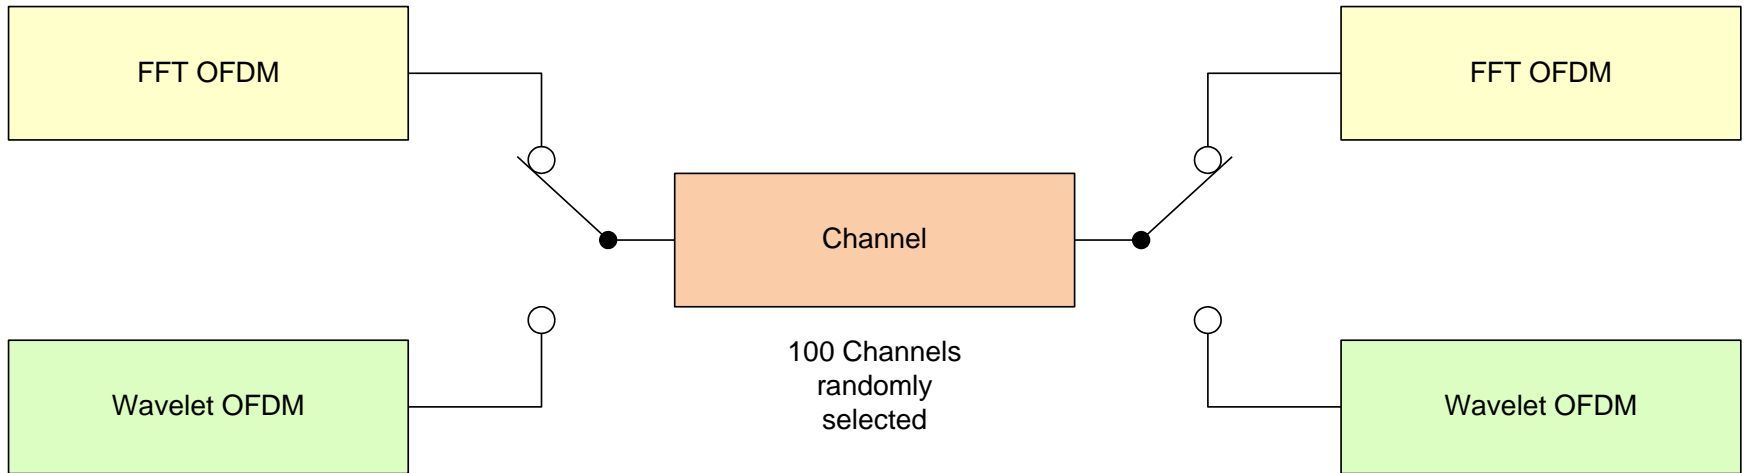 FFT OFDM
FFT OFDM
Channel
100 Channels
randomly
selected
Wavelet OFDM
Wavelet OFDM